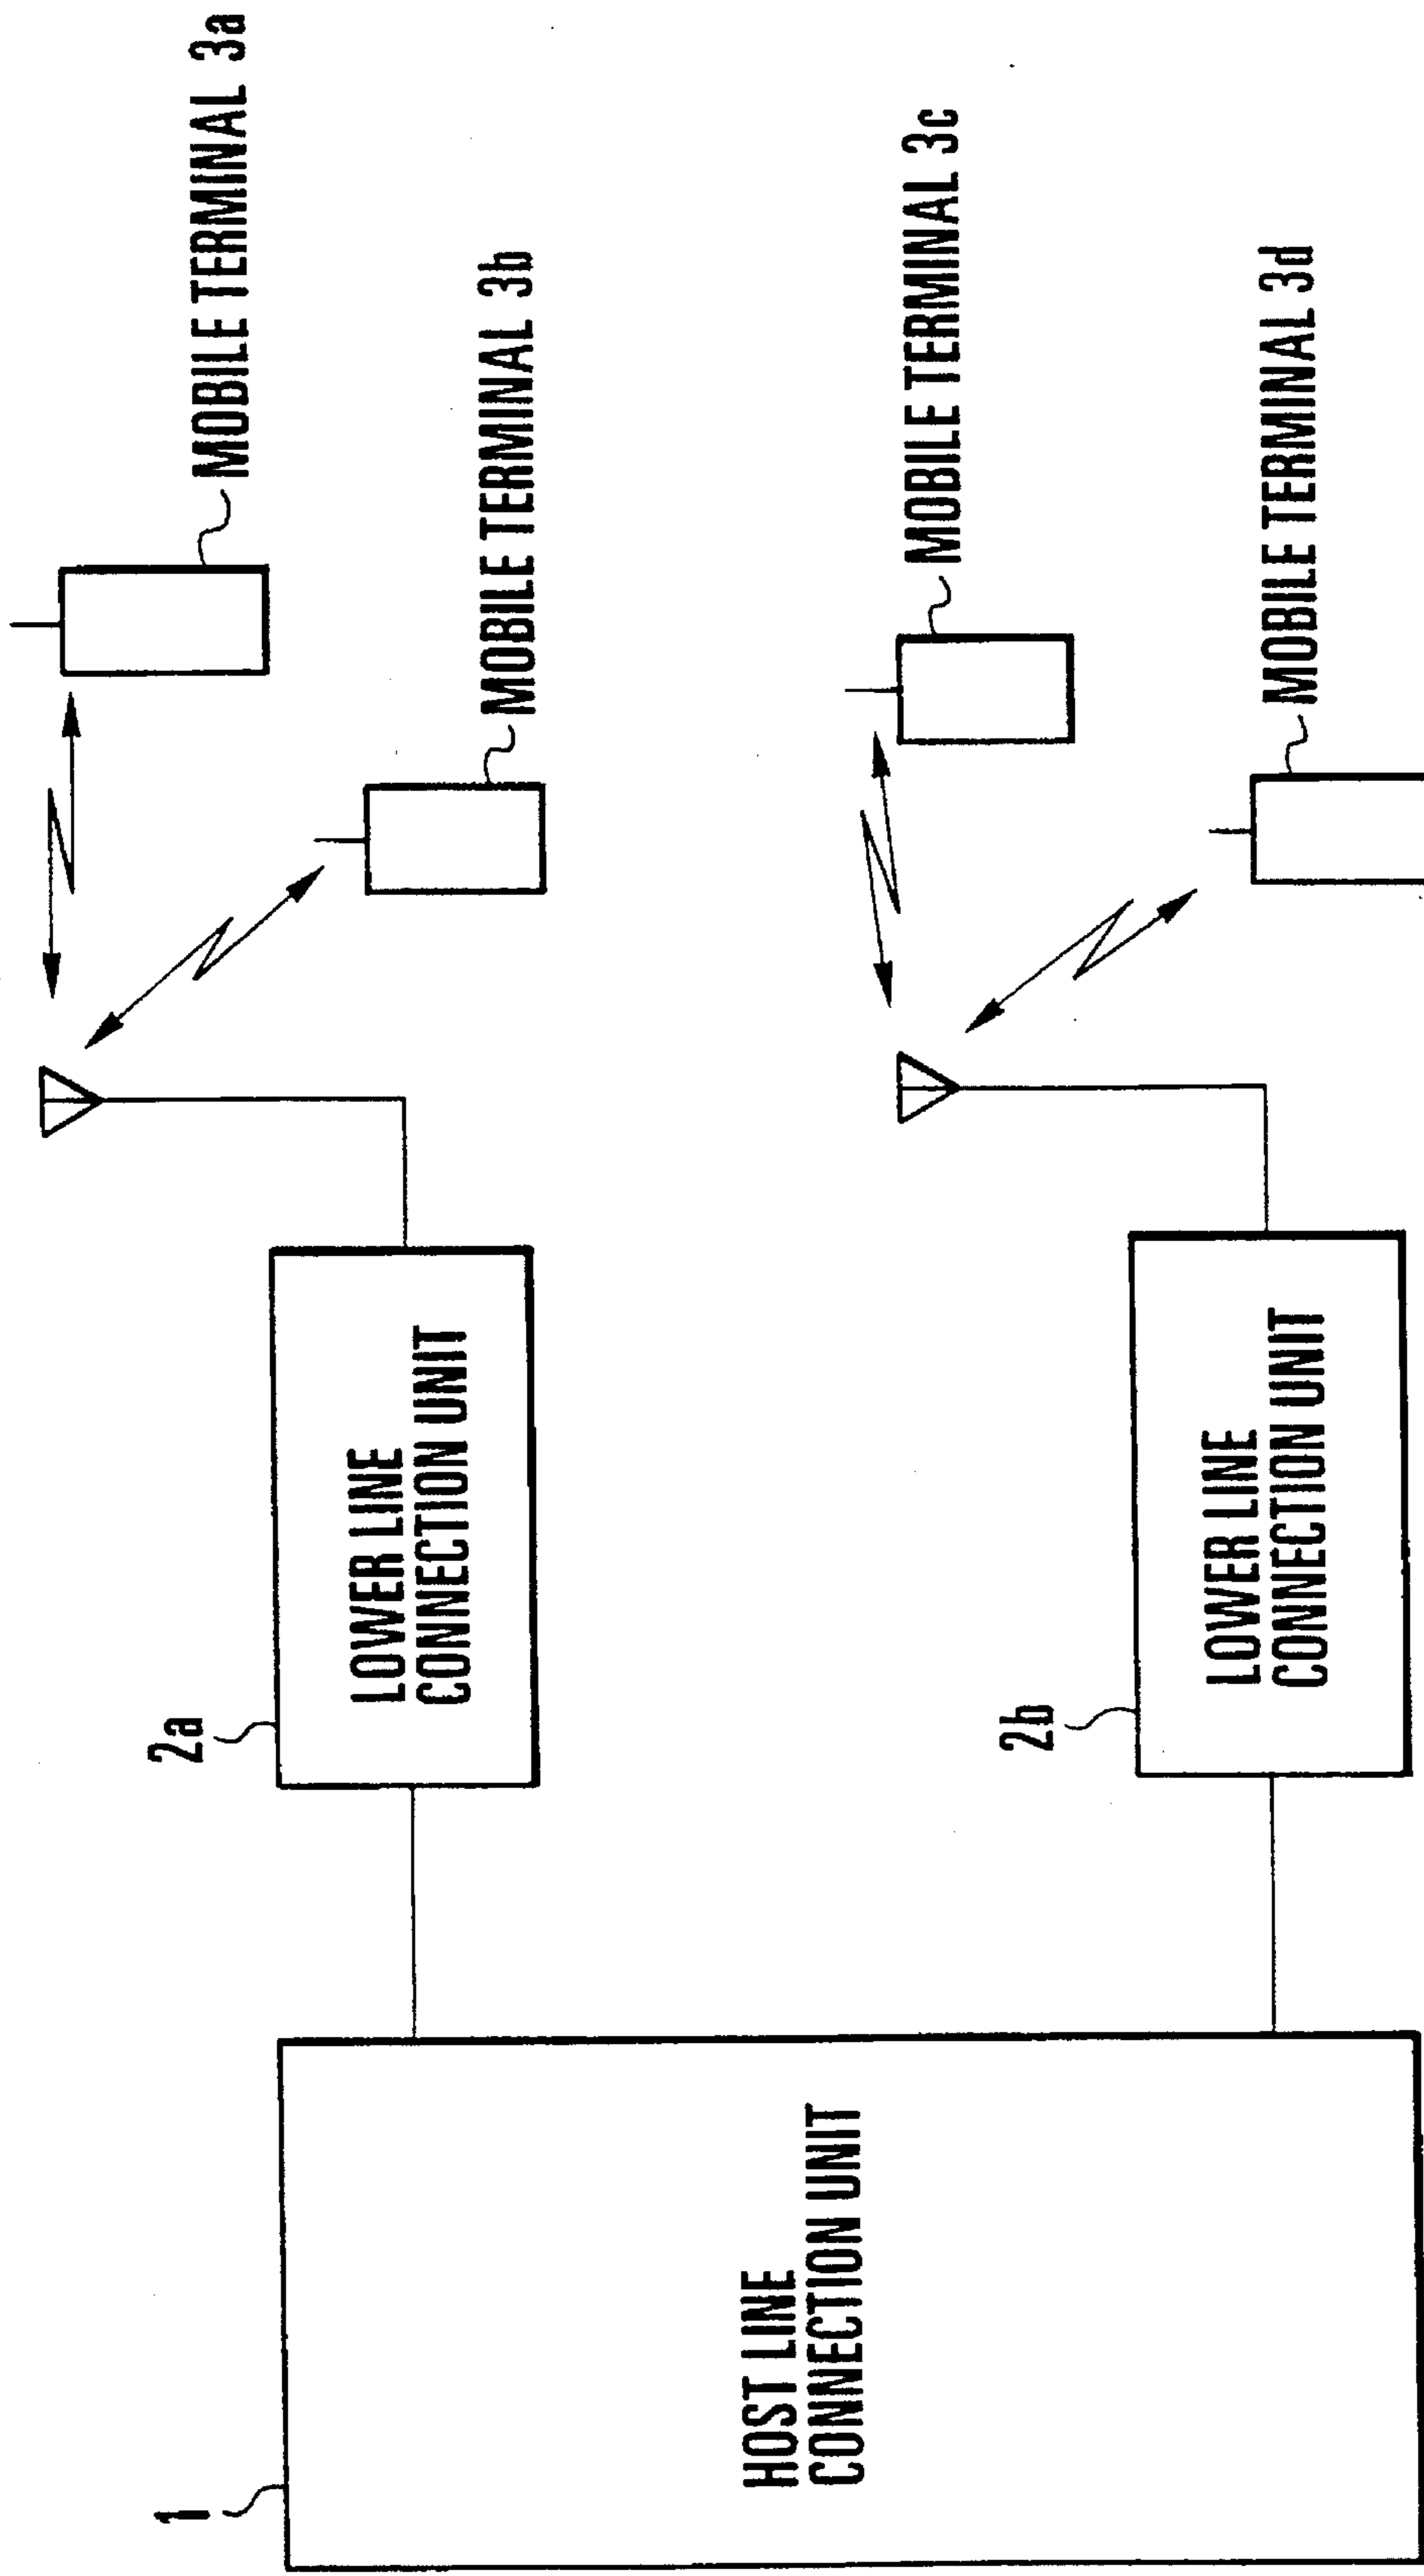 1
HOST LINE
CONNECTION UNIT
2a
LOWER LINE
CONNECTION UNIT
2b
LOWER LINE
CONNECTION UNIT
MOBILE TERMINAL 3a
MOBILE TERMINAL 3b
MOBILE TERMINAL 3c
MOBILE TERMINAL 3d